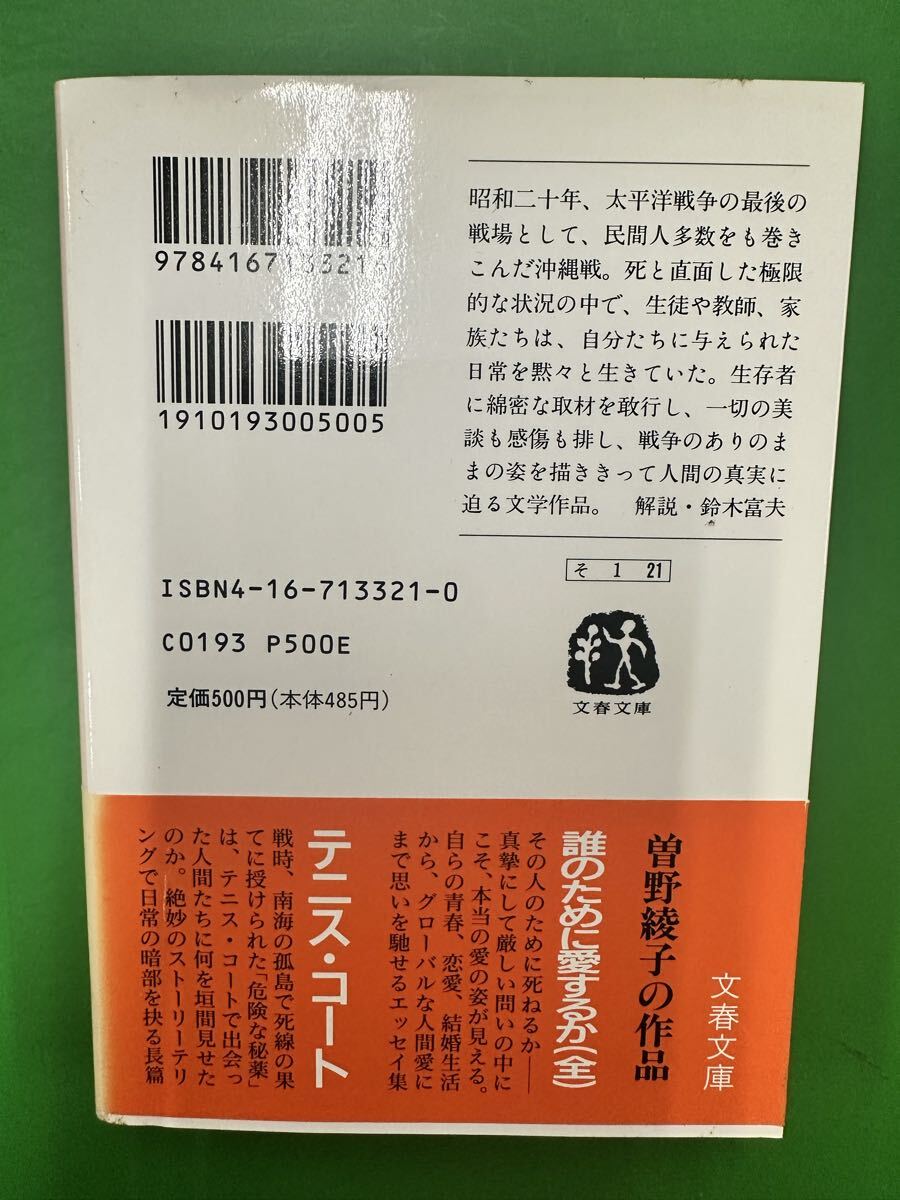 昭和二十年、太平洋戦争の最後の
戦場として、民間人多数をも巻き
こんだ沖縄戦。死と直面した極限
的な状況の中で、生徒や教師、家
族たちは、自分たちに与えられた
日常を黙々と生きていた。生存者
に綿密な取材を敢行し、一切の美
談も感傷も排し、戦争のありのま
まの姿を描ききって人間の真実に
迫る文学作品。　解説・鈴木富夫
1910193005005
そ 1 21
文春文庫
ISBN4-16-713321-0
C0193 P500E
定価500円(本体485円)
文春文庫
曽野綾子の作品
誰のために愛するか(全)
その人のために死ねるか――
真摯にして厳しい問いの中に
こそ、本当の愛の姿が見える。
自らの青春、恋愛、結婚生活
から、グローバルな人間愛に
まで思いを馳せるエッセイ集
テニス・コート
戦時、南海の孤島で死線の果
てに授けられた「危険な秘薬」
は、テニス・コートで出会っ
た人間たちに何を垣間見せた
のか。絶妙のストーリーテリ
ングで日常の暗部を抉る長篇